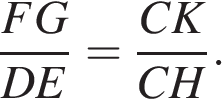 FG/DE = CK/CH.